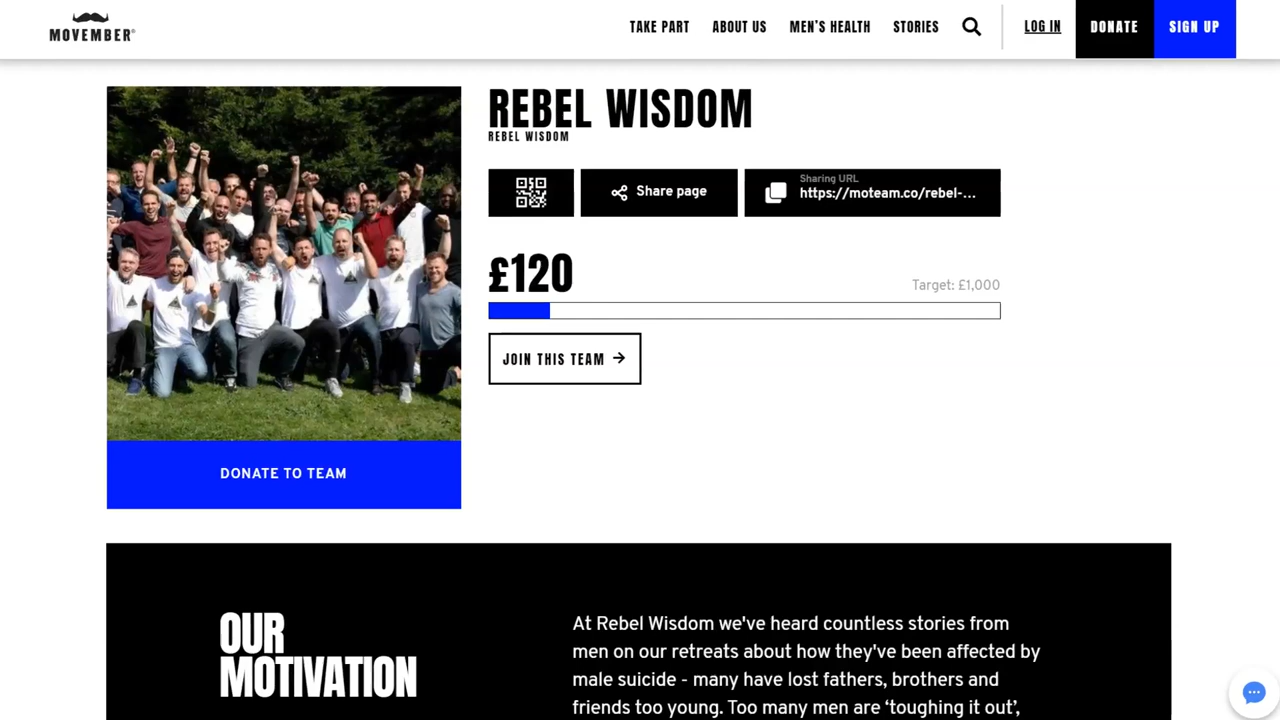 MOVEMBER®
TAKE PART ABOUT US MEN'S HEALTH STORIES LOG IN DONATE SIGN UP
REBEL WISDOM
REBEL WISDOM
Share page
Sharing URL
https://moteam.co/rebel-...
£120
Target: £1,000
JOIN THIS TEAM →
DONATE TO TEAM
OUR
MOTIVATION
At Rebel Wisdom we've heard countless stories from
men on our retreats about how they've been affected by
male suicide - many have lost fathers, brothers and
friends too young. Too many men are ‘toughing it out’,